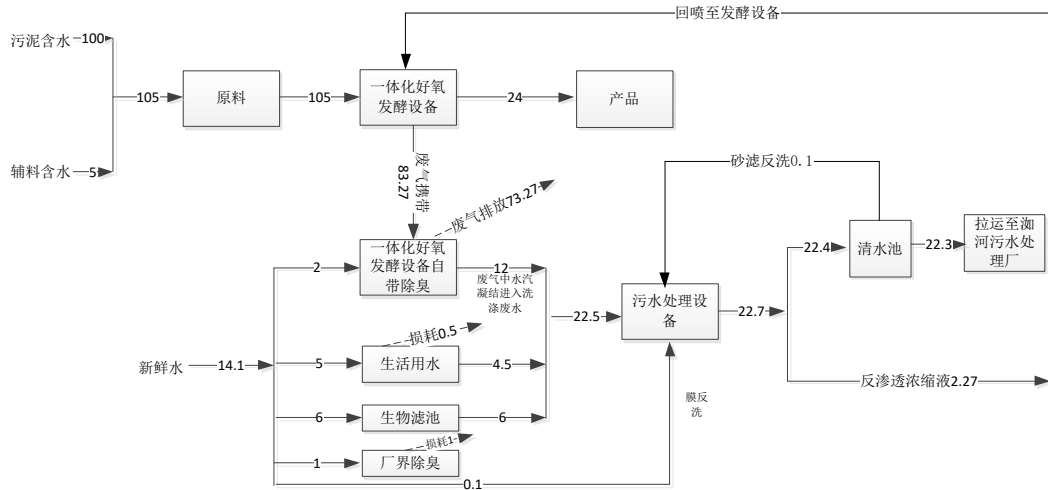 回喷至发酵设备
污泥含水
100
105
原料
105
一体化好氧
发酵设备
24
产品
辅料含水
5
废气携带
83.27
废气排放73.27
砂滤反洗0.1
2
一体化好氧
发酵设备自
带除臭
12
废气中水汽
凝结进入洗
涤废水
22.5
污水处理设
备
22.7
22.4
清水池
22.3
拉运至洳
河污水处
理厂
新鲜水
14.1
损耗0.5
5
生活用水
4.5
反渗透浓缩液2.27
膜反
洗
6
生物滤池
6
损耗1
1
厂界除臭
0.1